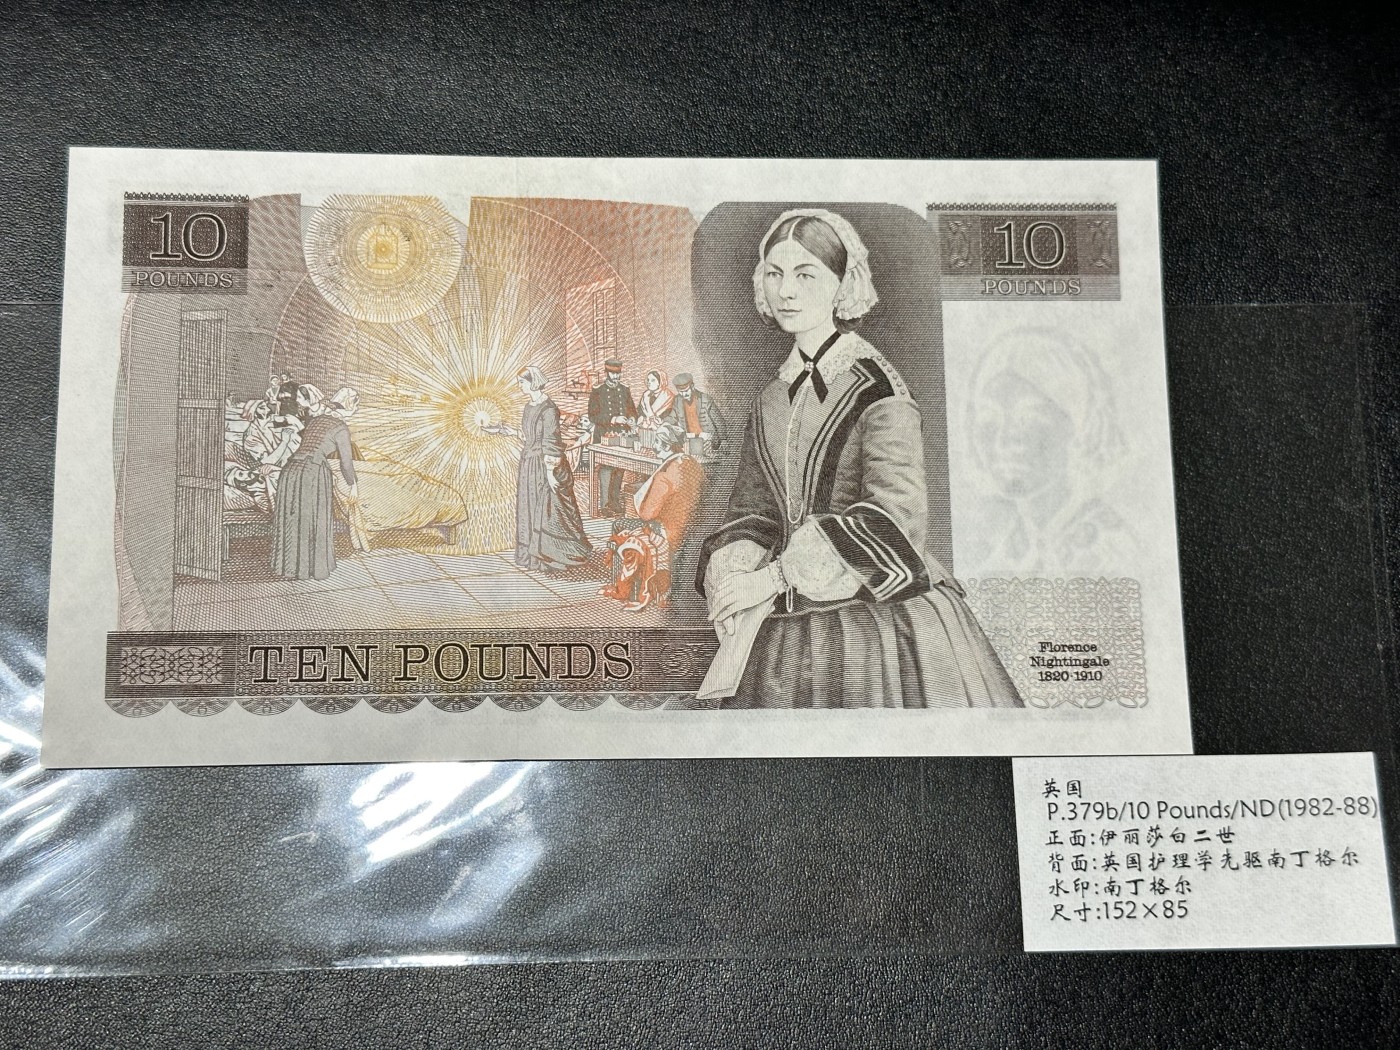 10
POUNDS
10
POUNDS
TEN POUNDS
Florence
Nightingale
1820 1910
英国
P.379b/10 Pounds/ND(1982-88)
正面:伊丽莎白二世
背面:英国护理学先驱南丁格尔
水印:南丁格尔
尺寸:152×85